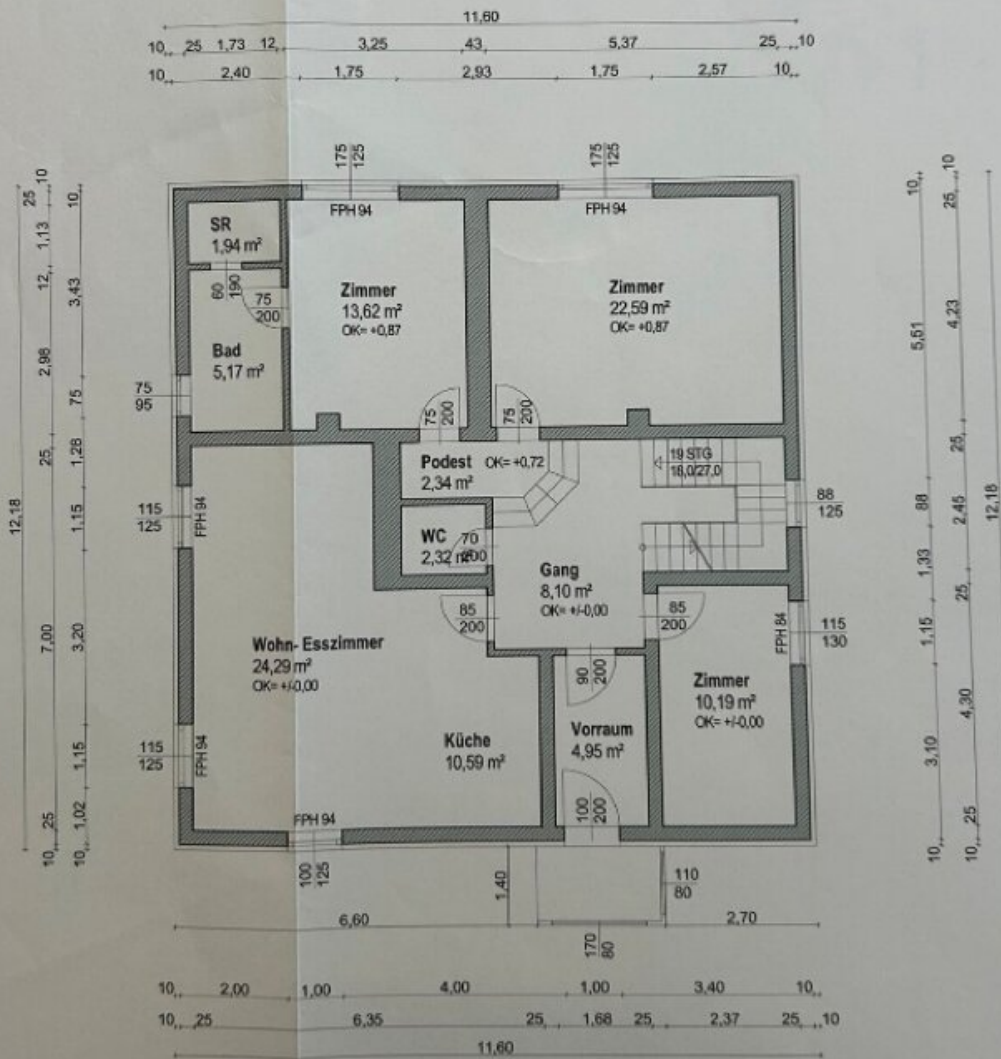 11,60
10 25 1,73 12 3,25 43 5,37 25 10
10 2,40 1,75 2,93 1,75 2,57 10
175
125
FPH 94
175
125
FPH 94
SR
1,94 m²
60
190
75
200
Bad
5,17 m²
Zimmer
13,62 m²
OK= +0,87
Zimmer
22,59 m²
OK= +0,87
75
95
75
200
75
200
Podest
2,34 m²
OK= +0,72
19 STG
18,0/27,0
88
125
115
125
FPH 94
WC
2,32 m²
70
200
Gang
8,10 m²
OK= +/-0,00
85
200
85
200
FPH 84
115
130
Wohn- Esszimmer
24,29 m²
OK= +/-0,00
90
200
Zimmer
10,19 m²
OK= +/-0,00
Küche
10,59 m²
Vorraum
4,95 m²
115
125
FPH 94
100
200
FPH 94
100
125
1,40
110
80
6,60
2,70
170
80
10 2,00 1,00 4,00 1,00 3,40 10
10 25 6,35 25 1,68 25 2,37 25 10
11,60
12,18
10 25 1,13 12 2,98 25 7,00 25 10
10 3,43 75 1,28 1,15 3,20 1,15 1,02 10
10 5,51 88 1,33 1,15 3,10 10
10 25 4,23 25 2,45 25 4,30 25 10
12,18